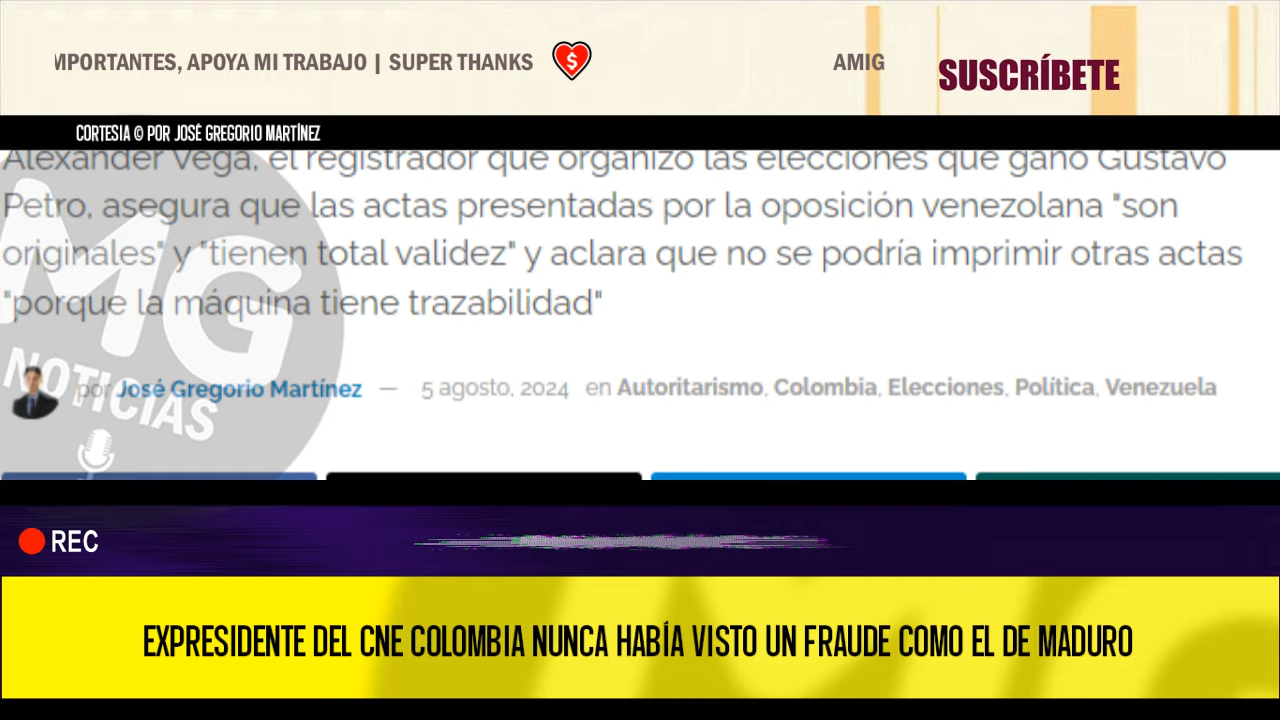 MPORTANTES, APOYA MI TRABAJO | SUPER THANKS
AMIG
SUSCRÍBETE
CORTESIA © POR JOSÉ GREGORIO MARTÍNEZ
Alexander Vega, el registrador que organizó las elecciones que ganó Gustavo
Petro, asegura que las actas presentadas por la oposición venezolana "son
originales" y "tienen total validez" y aclara que no se podría imprimir otras actas
"porque la máquina tiene trazabilidad"
MG
NOTICIAS
por José Gregorio Martínez — 5 agosto, 2024 en Autoritarismo, Colombia, Elecciones, Política, Venezuela
REC
EXPRESIDENTE DEL CNE COLOMBIA NUNCA HABÍA VISTO UN FRAUDE COMO EL DE MADURO